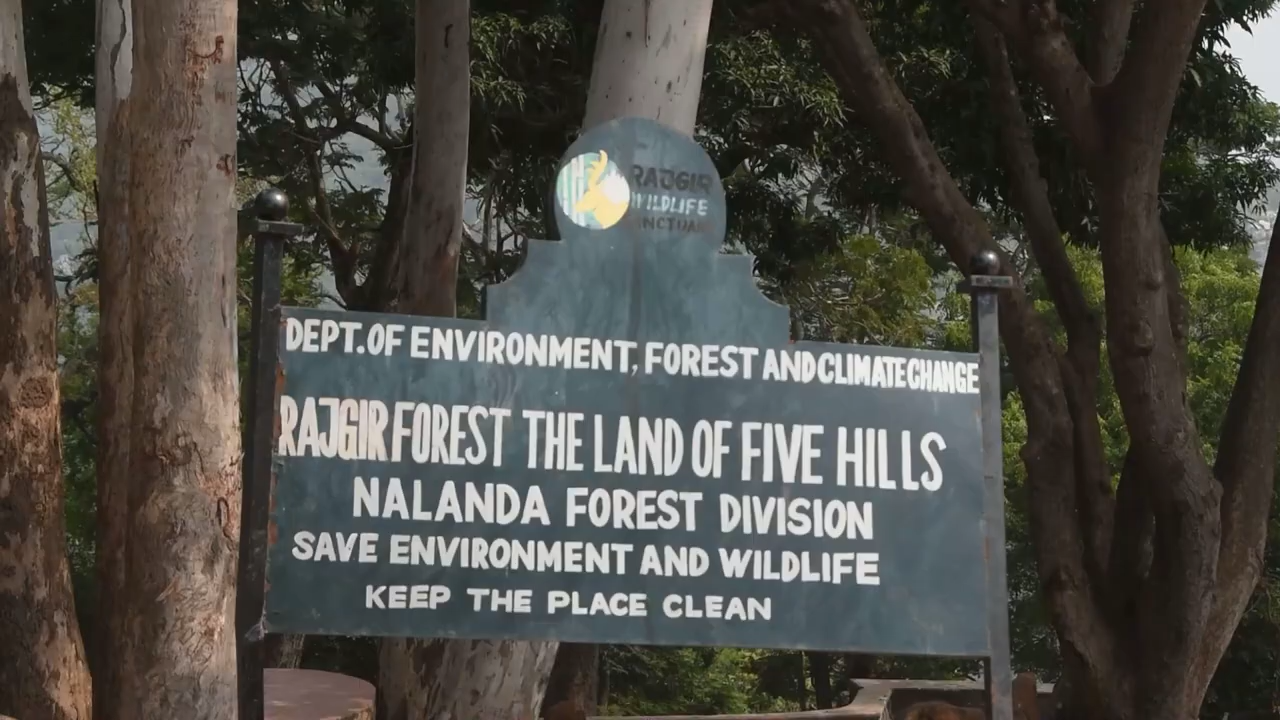 RAJGIR
WILDLIFE
SANCTUARY
DEPT.OF ENVIRONMENT, FOREST AND CLIMATE CHANGE
RAJGIR FOREST THE LAND OF FIVE HILLS
NALANDA FOREST DIVISION
SAVE ENVIRONMENT AND WILDLIFE
KEEP THE PLACE CLEAN